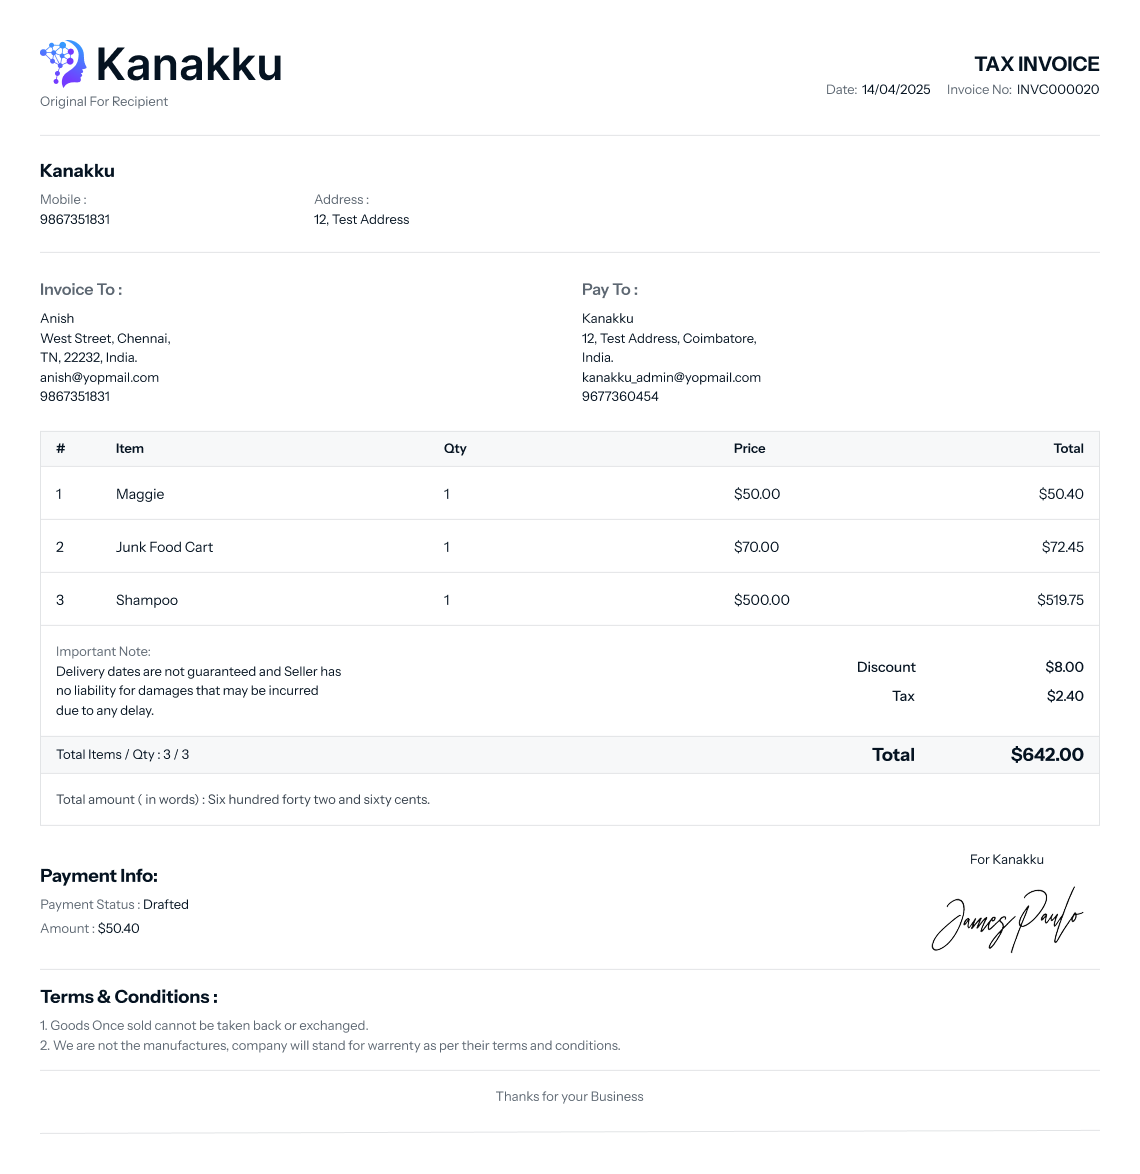 Kanakku
Original For Recipient
TAX INVOICE
Date: 14/04/2025 Invoice No: INVC000020
Kanakku
Mobile : Address :
9867351831 12, Test Address
Invoice To :
Anish
West Street, Chennai,
TN, 22232, India.
anish@yopmail.com
9867351831
Pay To :
Kanakku
12, Test Address, Coimbatore,
India.
kanakku_admin@yopmail.com
9677360454
# Item Qty Price Total
1 Maggie 1 $50.00 $50.40
2 Junk Food Cart 1 $70.00 $72.45
3 Shampoo 1 $500.00 $519.75
Important Note:
Delivery dates are not guaranteed and Seller has
no liability for damages that may be incurred
due to any delay.
Discount $8.00
Tax $2.40
Total Items / Qty : 3 / 3 Total $642.00
Total amount ( in words) : Six hundred forty two and sixty cents.
Payment Info:
Payment Status : Drafted
Amount : $50.40
For Kanakku
James Paulo
Terms & Conditions :
1. Goods Once sold cannot be taken back or exchanged.
2. We are not the manufactures, company will stand for warrenty as per their terms and conditions.
Thanks for your Business